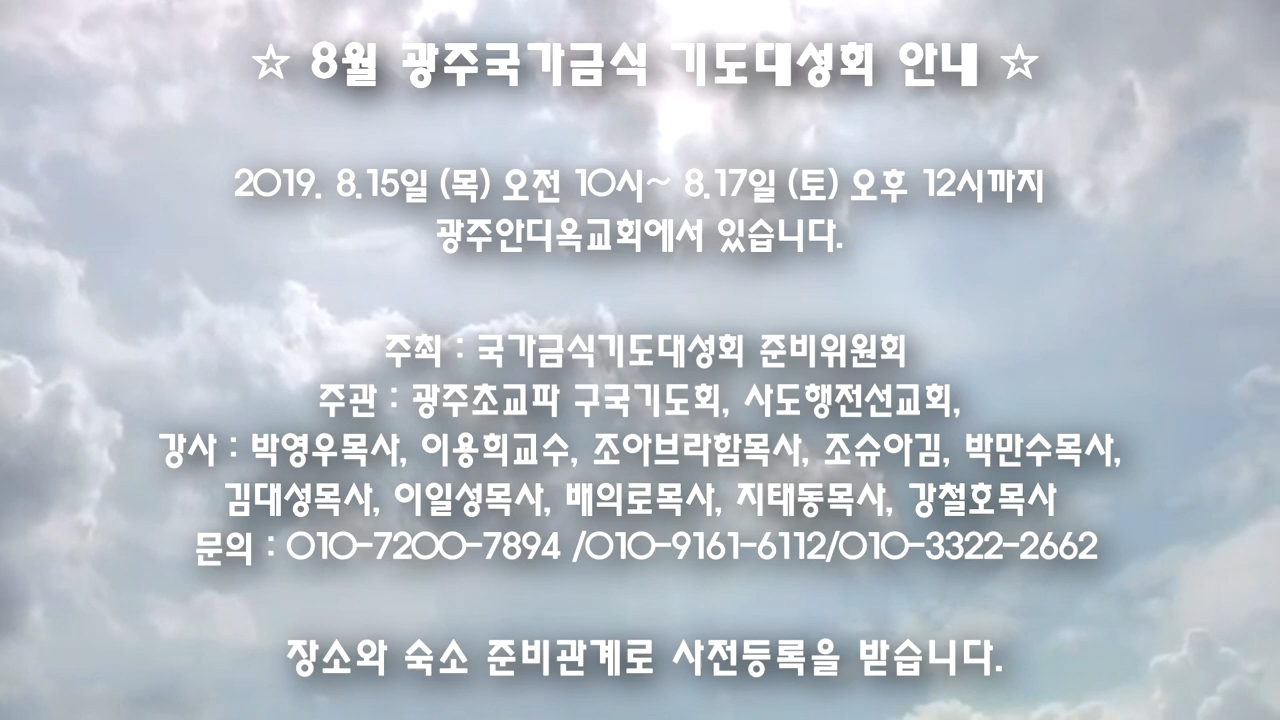 ☆ 8월 광주국가금식 기도대성회 안내 ☆
2019. 8.15일 (목) 오전 10시~ 8.17일 (토) 오후 12시까지
광주안디옥교회에서 있습니다.
주최 : 국가금식기도대성회 준비위원회
주관 : 광주초교파 구국기도회, 사도행전선교회,
강사 : 박영우목사, 이용희교수, 조아브라함목사, 조슈아김, 박만수목사,
김대성목사, 이일성목사, 배의로목사, 지태동목사, 강철호목사
문의 : 010-7200-7894 /010-9161-6112/010-3322-2662
장소와 숙소 준비관계로 사전등록을 받습니다.